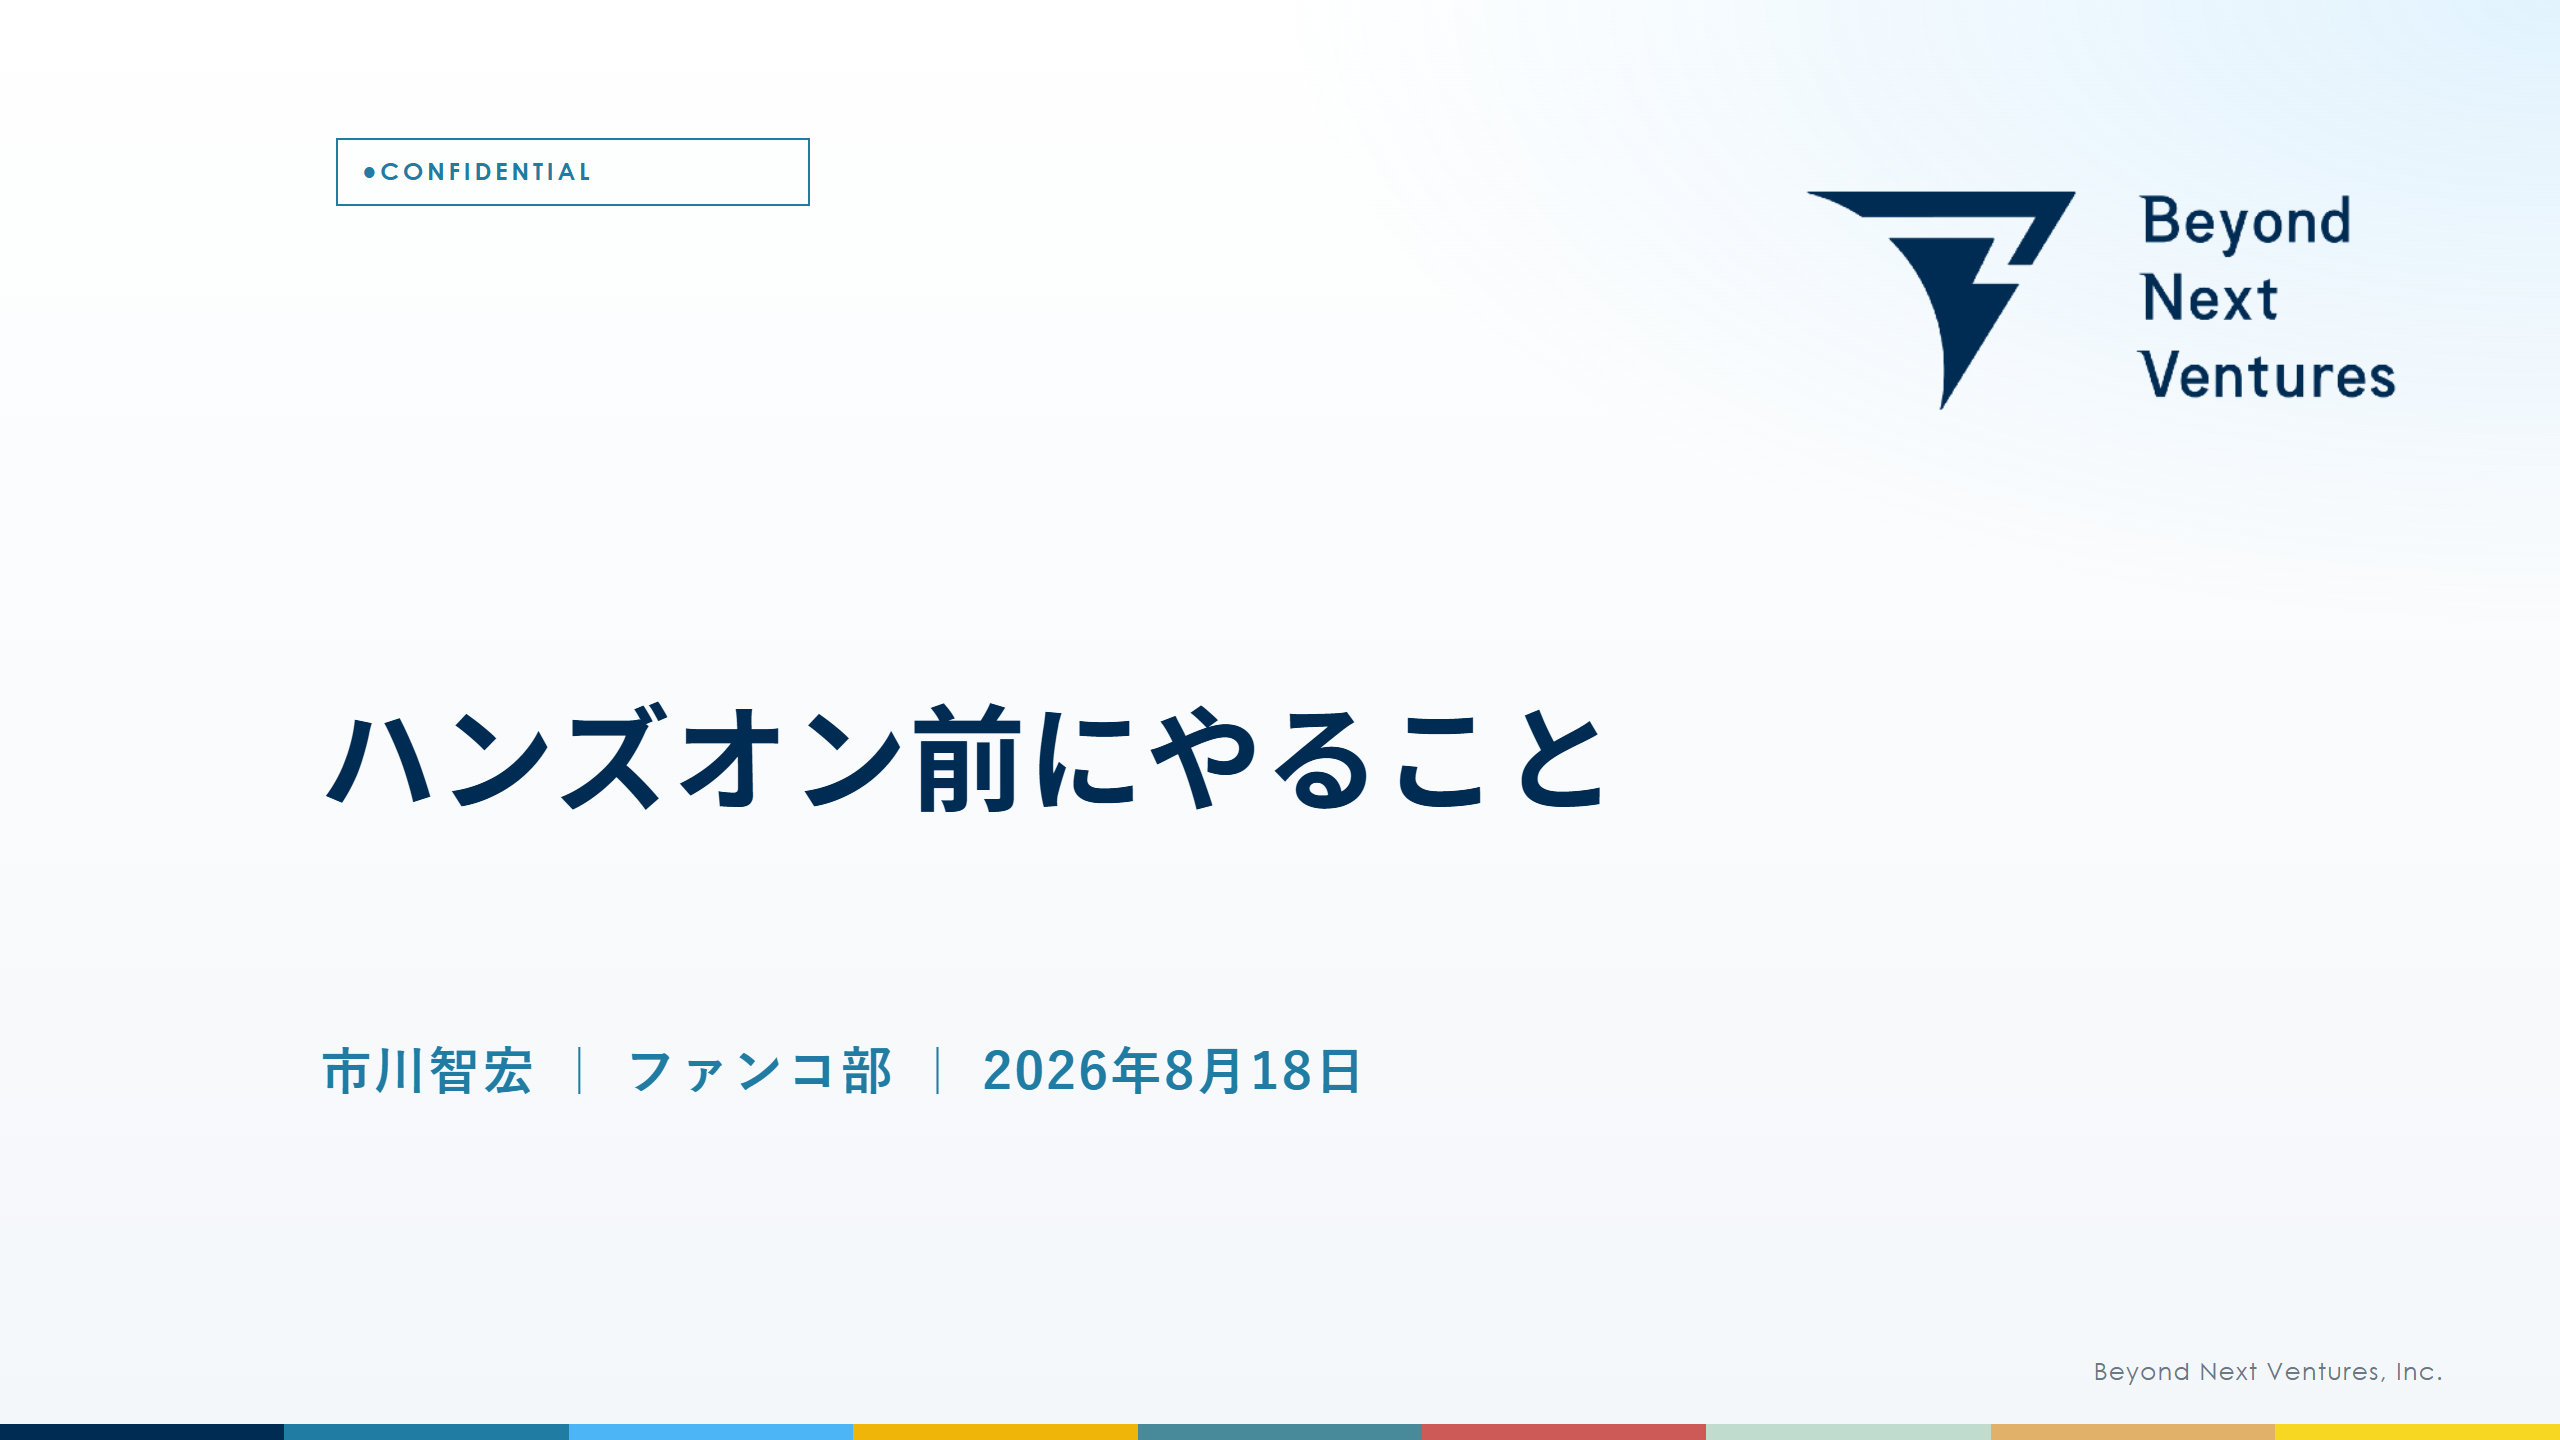 •CONFIDENTIAL
Beyond
Next
Ventures
ハンズオン前にやること
市川智宏 ｜ ファンコ部 ｜ 2026年8月18日
Beyond Next Ventures, Inc.